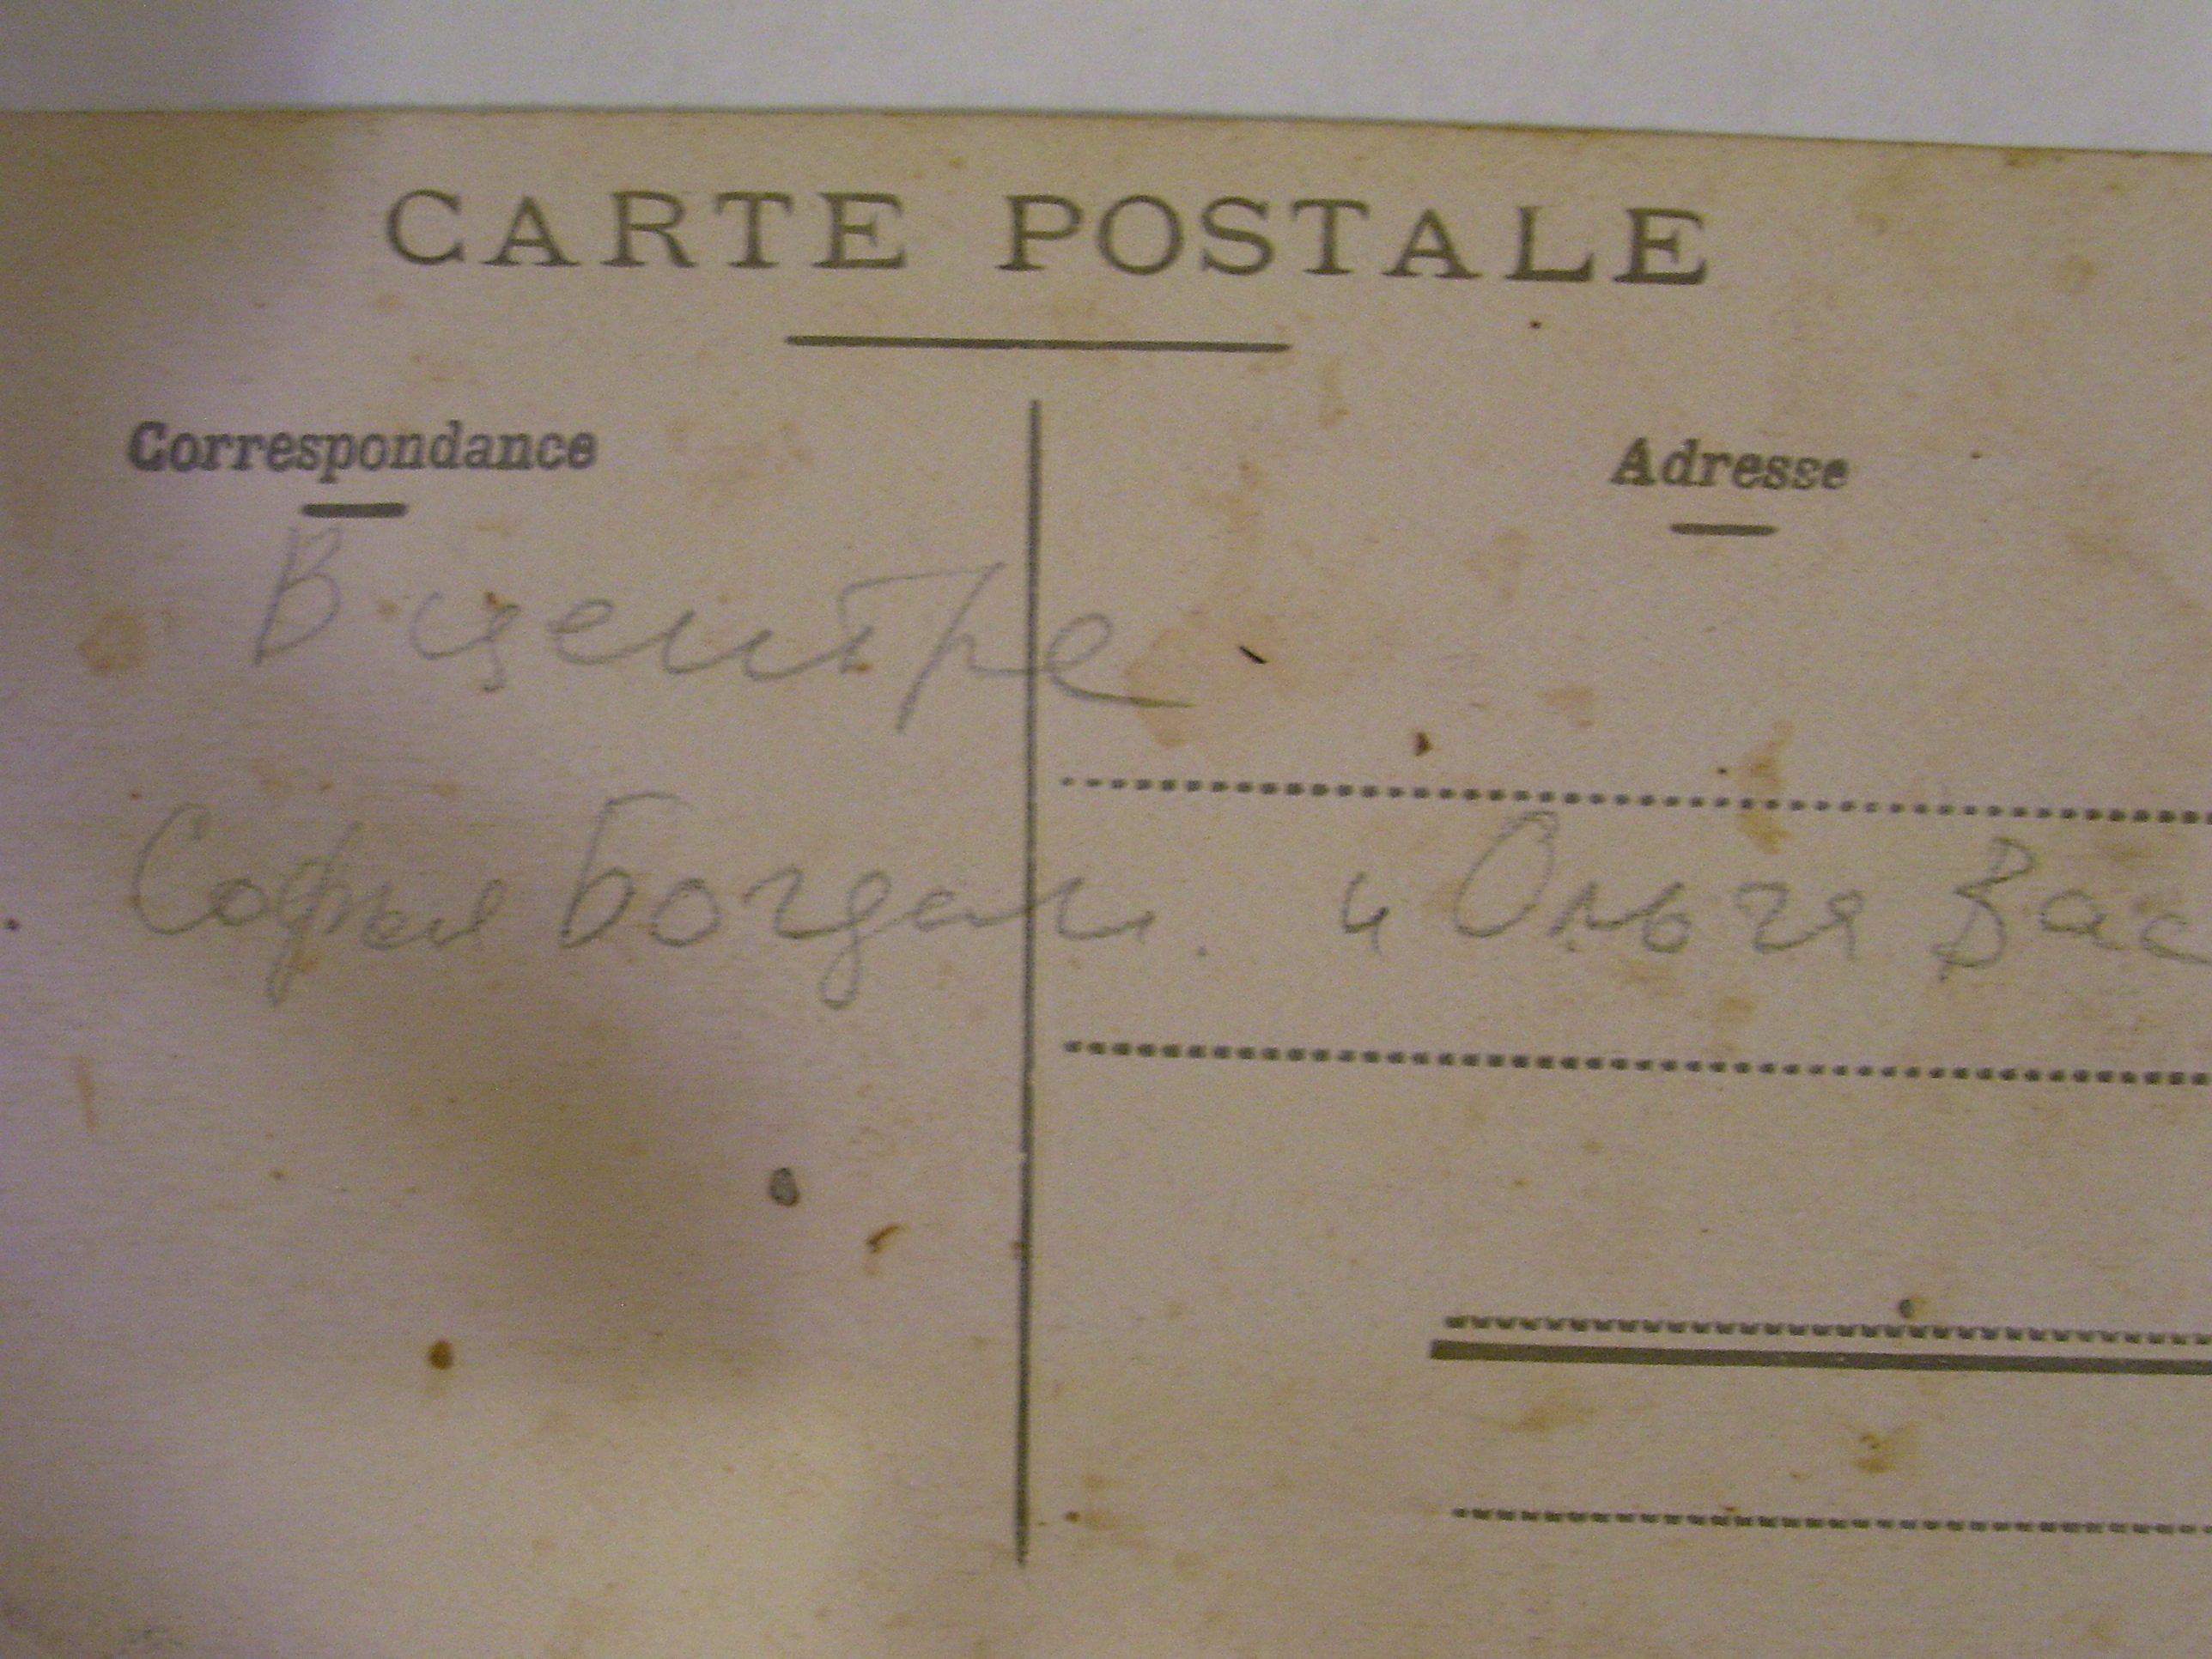 CARTE POSTALE
Correspondance
Adresse
В центре
Софья Богдан. и Ольга Вас